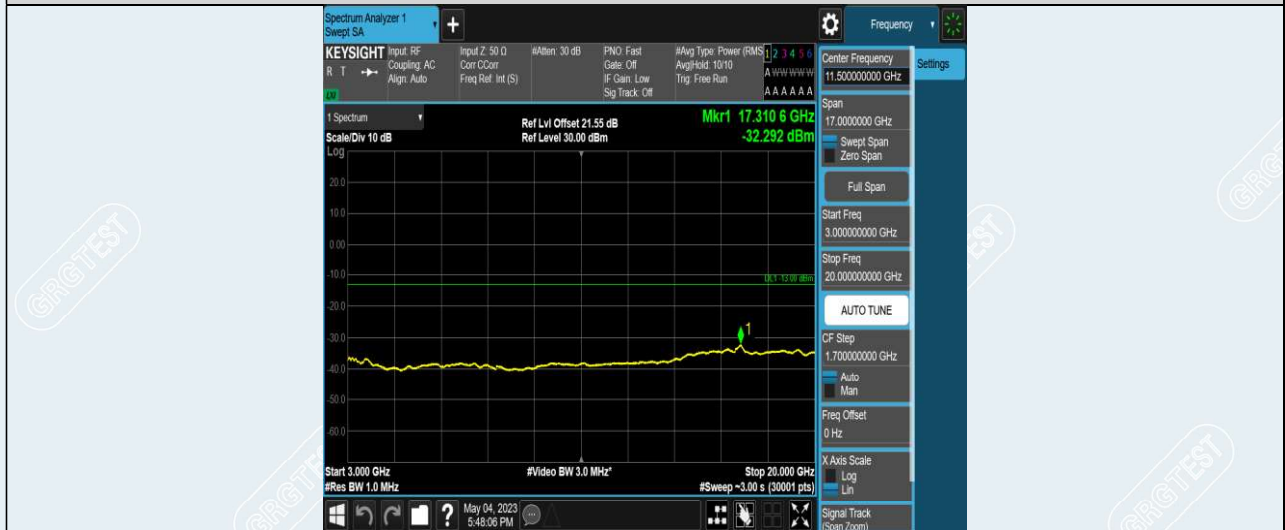 Spectrum Analyzer 1
Swept SA
+
Frequency
KEYSIGHT
R T
LXI
Input: RF
Coupling: AC
Align: Auto
Input Z: 50 Ω
Corr CCorr
Freq Ref: Int (S)
#Atten: 30 dB
PNO: Fast
Gate: Off
IF Gain: Low
Sig Track: Off
#Avg Type: Power (RMS
Avg|Hold: 10/10
Trig: Free Run
1 2 3 4 5 6
A W W W W W
A A A A A A
1 Spectrum
Scale/Div 10 dB
Log
Ref Lvl Offset 21.55 dB
Ref Level 30.00 dBm
Mkr1 17.310 6 GHz
-32.292 dBm
20.0
10.0
0.00
-10.0
-20.0
-30.0
-40.0
-50.0
-60.0
DL1 -13.00 dBm
1
Start 3.000 GHz
#Res BW 1.0 MHz
#Video BW 3.0 MHz*
Stop 20.000 GHz
#Sweep ~3.00 s (30001 pts)
Center Frequency
11.500000000 GHz
Settings
Span
17.0000000 GHz
Swept Span
Zero Span
Full Span
Start Freq
3.000000000 GHz
Stop Freq
20.000000000 GHz
AUTO TUNE
CF Step
1.700000000 GHz
Auto
Man
Freq Offset
0 Hz
X Axis Scale
Log
Lin
Signal Track
(Span Zoom)
?
May 04, 2023
5:48:06 PM
GRGTEST
GRGTEST
GRGTEST